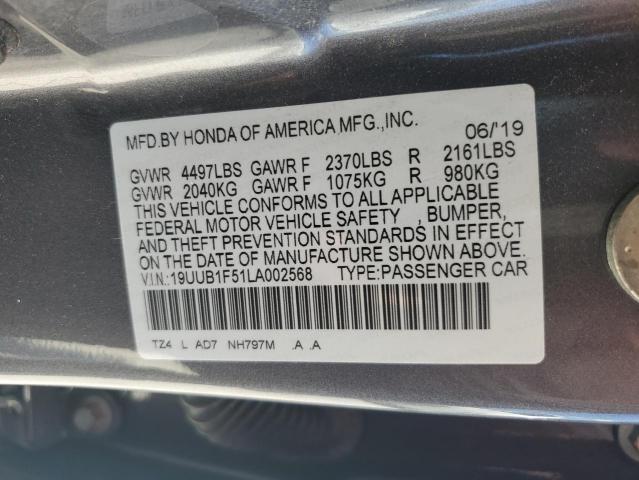 MFD.BY HONDA OF AMERICA MFG.,INC. 06/'19
GVWR 4497LBS GAWR F 2370LBS R 2161LBS
GVWR 2040KG GAWR F 1075KG R 980KG
THIS VEHICLE CONFORMS TO ALL APPLICABLE
FEDERAL MOTOR VEHICLE SAFETY , BUMPER,
AND THEFT PREVENTION STANDARDS IN EFFECT
ON THE DATE OF MANUFACTURE SHOWN ABOVE.
V.I.N.:19UUB1F51LA002568 TYPE:PASSENGER CAR
TZ4 L AD7 NH797M .A .A